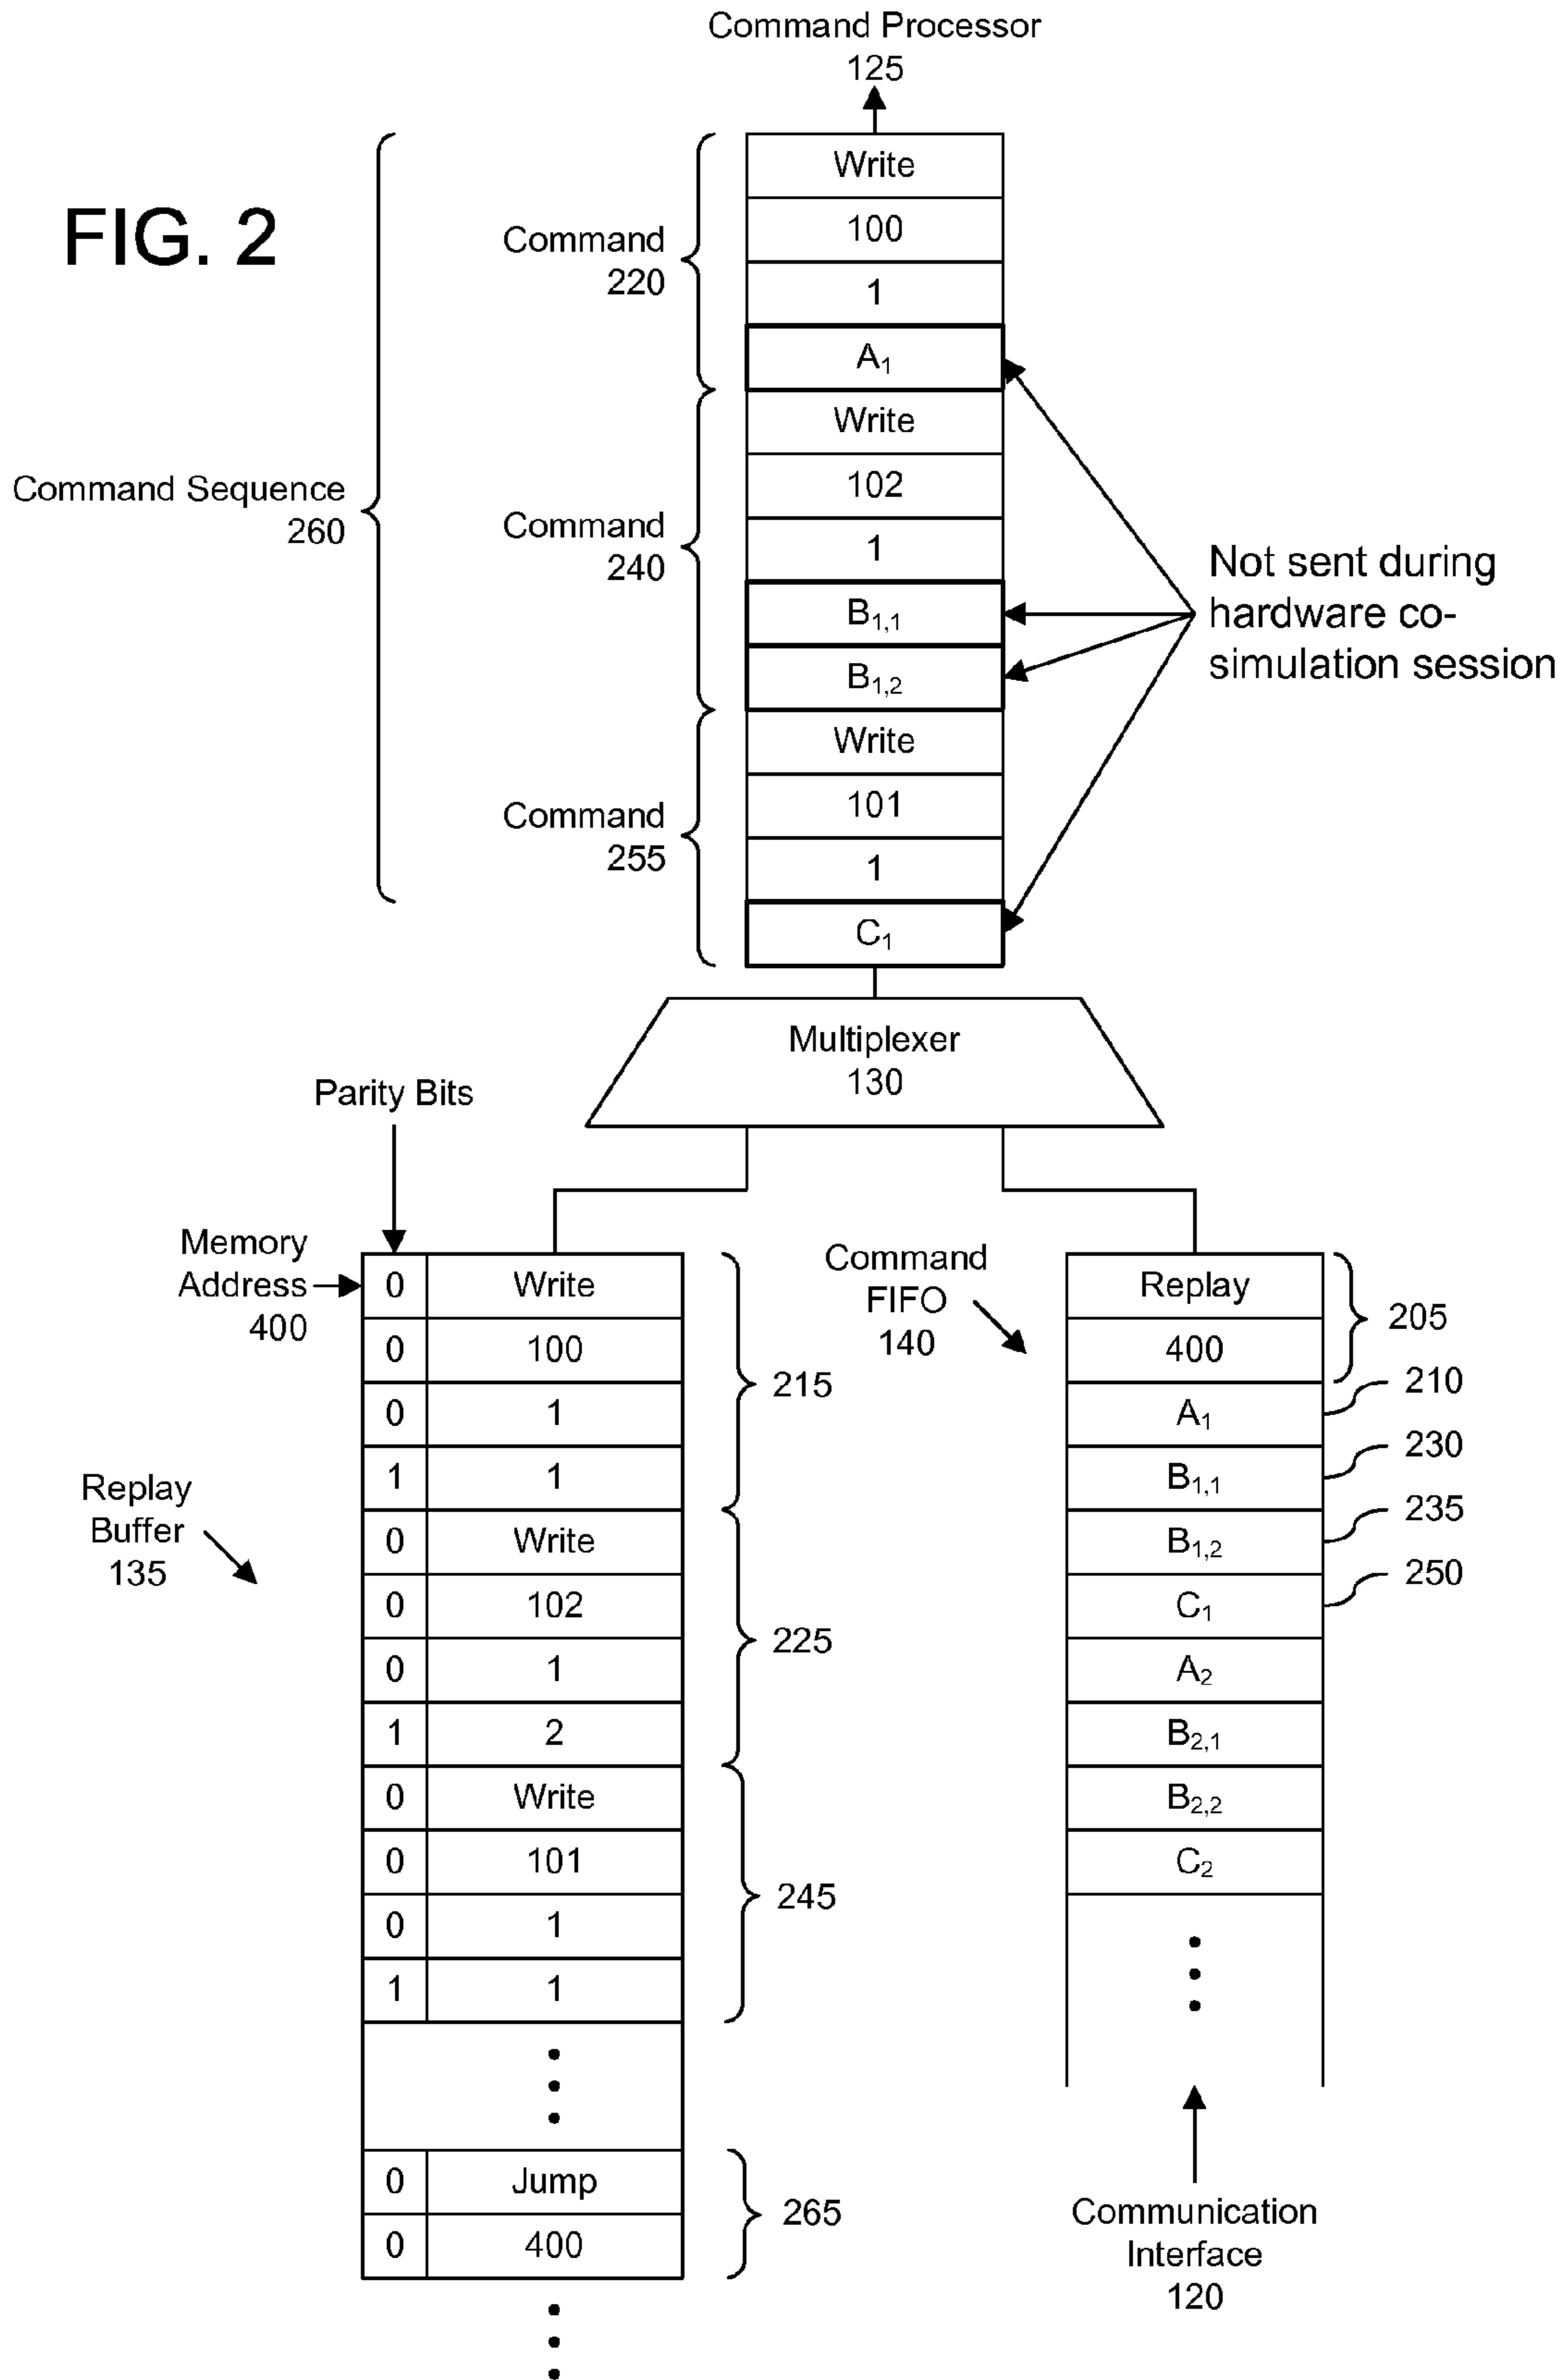 Command Processor
125
FIG. 2
Command Sequence
260
Command
220
Command
240
Command
255
Write
100
1
A₁
Write
102
1
B₁,₁
B₁,₂
Write
101
1
C₁
Not sent during
hardware co-
simulation session
Multiplexer
130
Parity Bits
Memory
Address
400
Replay
Buffer
135
0 Write
0 100
0 1
1 1
0 Write
0 102
0 1
1 2
0 Write
0 101
0 1
1 1
0 Jump
0 400
215
225
245
265
Command
FIFO
140
Replay
400
A₁
B₁,₁
B₁,₂
C₁
A₂
B₂,₁
B₂,₂
C₂
205
210
230
235
250
Communication
Interface
120